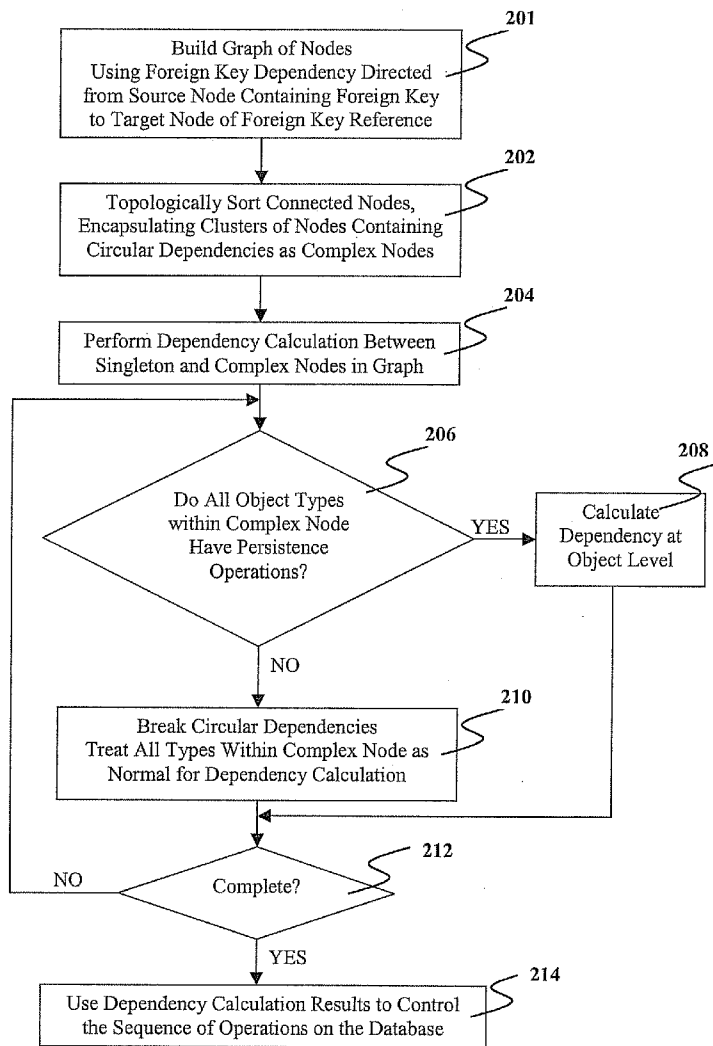 201
Build Graph of Nodes
Using Foreign Key Dependency Directed
from Source Node Containing Foreign Key
to Target Node of Foreign Key Reference
202
Topologically Sort Connected Nodes,
Encapsulating Clusters of Nodes Containing
Circular Dependencies as Complex Nodes
204
Perform Dependency Calculation Between
Singleton and Complex Nodes in Graph
206
Do All Object Types
within Complex Node
Have Persistence
Operations?
YES
208
Calculate
Dependency at
Object Level
NO
210
Break Circular Dependencies
Treat All Types Within Complex Node as
Normal for Dependency Calculation
212
NO
Complete?
YES
214
Use Dependency Calculation Results to Control
the Sequence of Operations on the Database